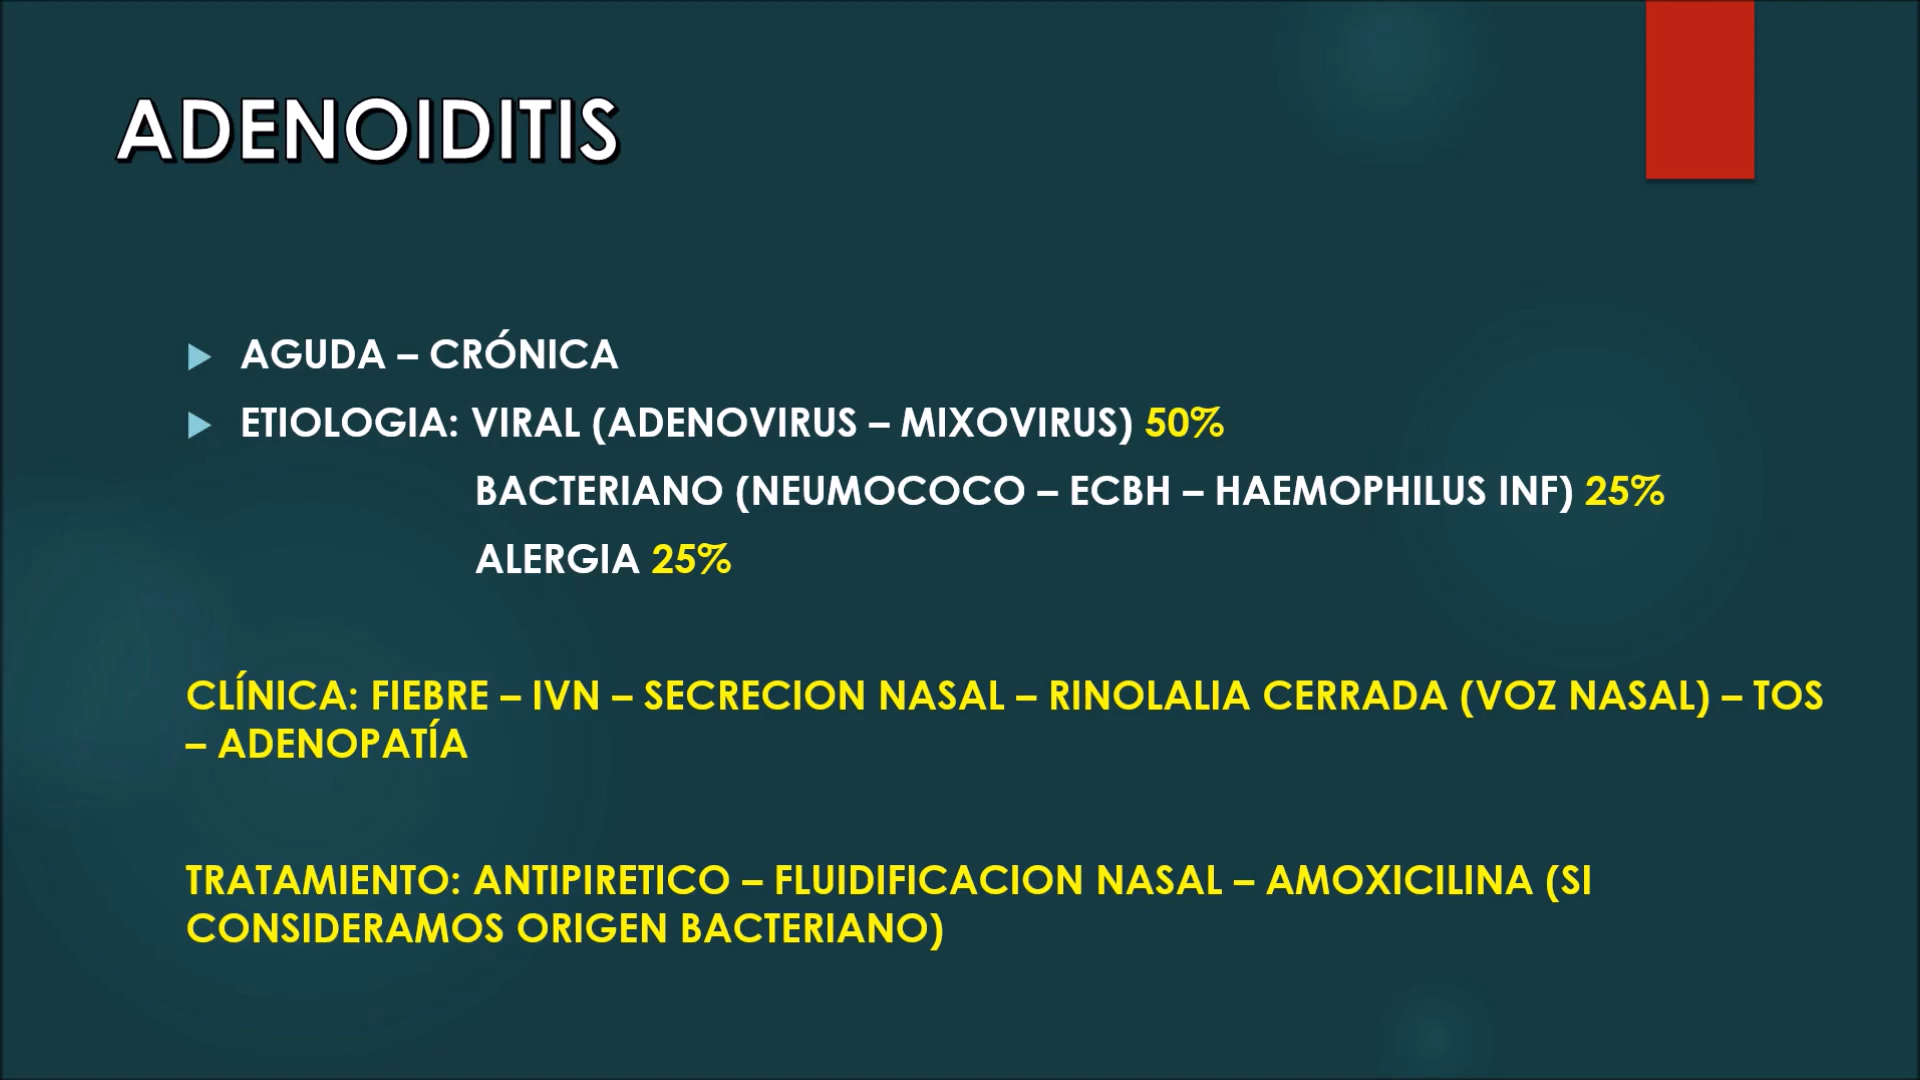 ADENOIDITIS
AGUDA – CRÓNICA
ETIOLOGIA: VIRAL (ADENOVIRUS – MIXOVIRUS) 50%
BACTERIANO (NEUMOCOCO – ECBH – HAEMOPHILUS INF) 25%
ALERGIA 25%
CLÍNICA: FIEBRE – IVN – SECRECION NASAL – RINOLALIA CERRADA (VOZ NASAL) – TOS
– ADENOPATÍA
TRATAMIENTO: ANTIPIRETICO – FLUIDIFICACION NASAL – AMOXICILINA (SI
CONSIDERAMOS ORIGEN BACTERIANO)